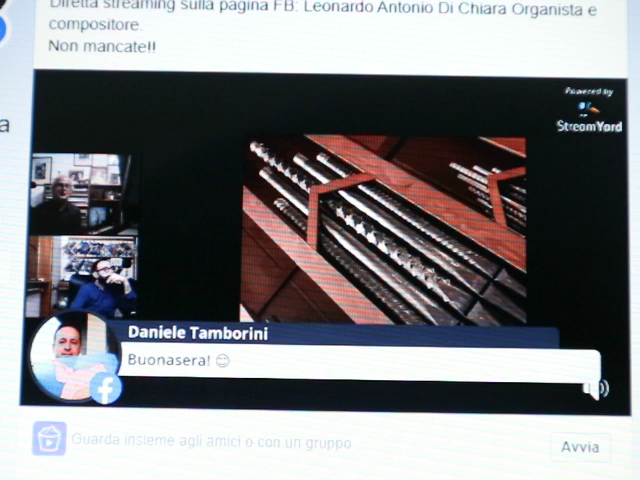 Diretta streaming sulla pagina FB: Leonardo Antonio Di Chiara Organista e
compositore.
Non mancate!!
a
Powered by
StreamYard
Daniele Tamborini
Buonasera! 😊
Guarda insieme agli amici o con un gruppo
Avvia